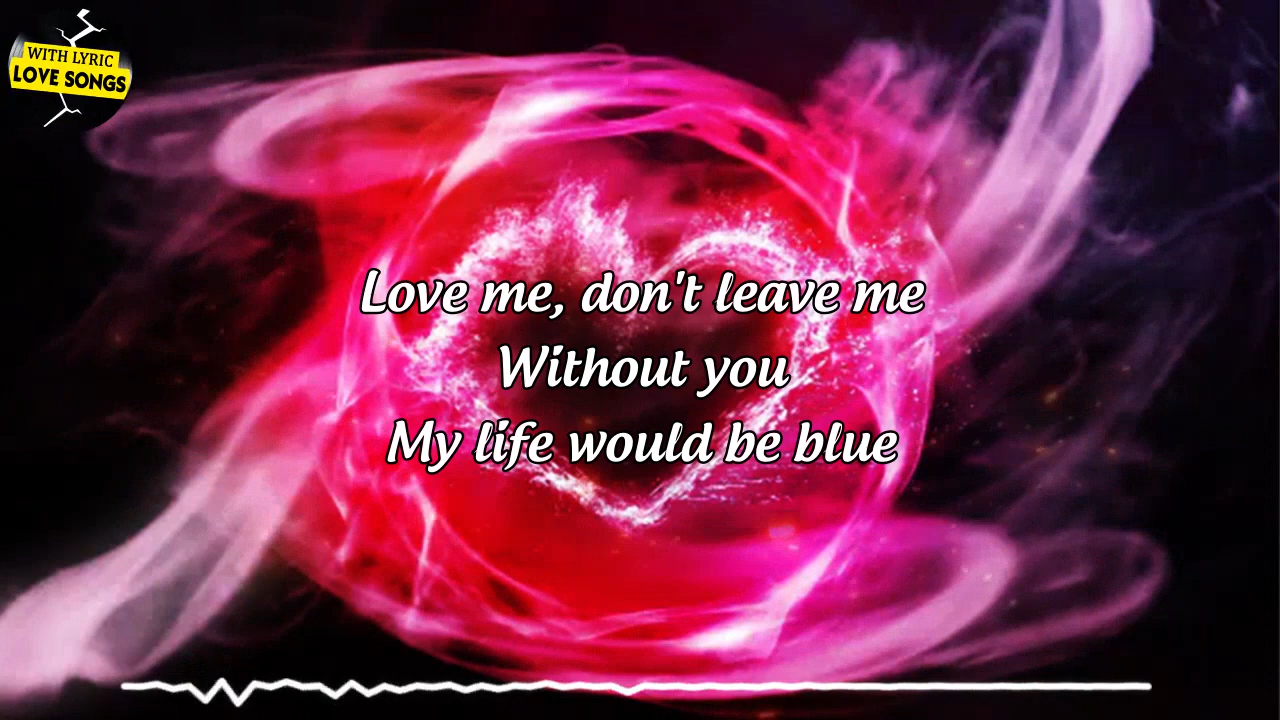 WITH LYRIC
LOVE SONGS
Love me, don't leave me
Without you
My life would be blue